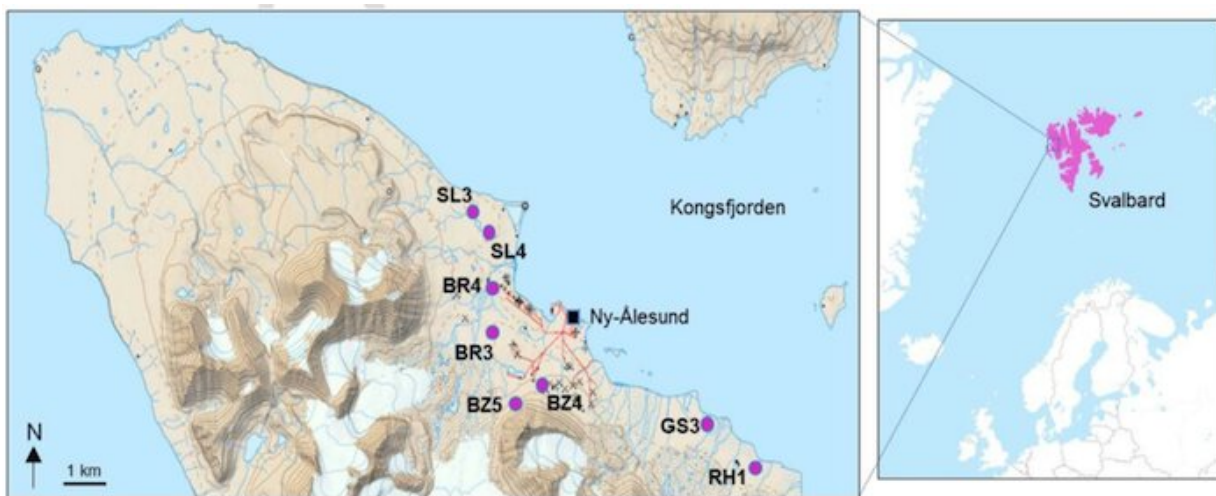 SL3
Kongsfjorden
Svalbard
SL4
BR4
Ny-Ålesund
BR3
BZ5
BZ4
GS3
N
RH1
1 km